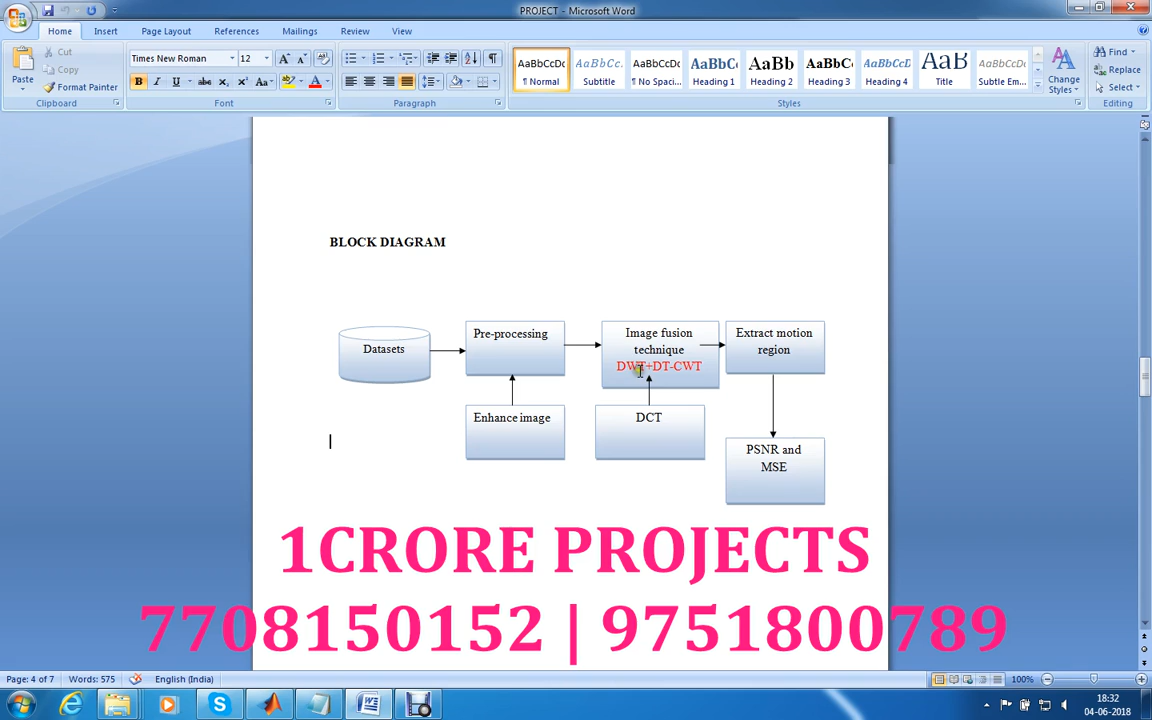 PROJECT - Microsoft Word
Home Insert Page Layout References Mailings Review View
Paste
Cut
Copy
Format Painter
Clipboard
Times New Roman 12
Font
Paragraph
AaBbCcDc AaBbCcDc AaBbC AaBbCc AaBbCcD AaB AaBbCcDc
¶ Normal Subtitle ¶ No Spaci... Heading 1 Heading 2 Heading 3 Heading 4 Title Subtle Em...
Change Styles
Styles
Find
Replace
Select
Editing
BLOCK DIAGRAM
Datasets
Pre-processing
Image fusion
technique
DWT+DT-CWT
Extract motion
region
Enhance image
DCT
PSNR and
MSE
1CRORE PROJECTS
7708150152 | 9751800789
Page: 4 of 7 Words: 575 English (India) 100%
18:32
04-06-2018